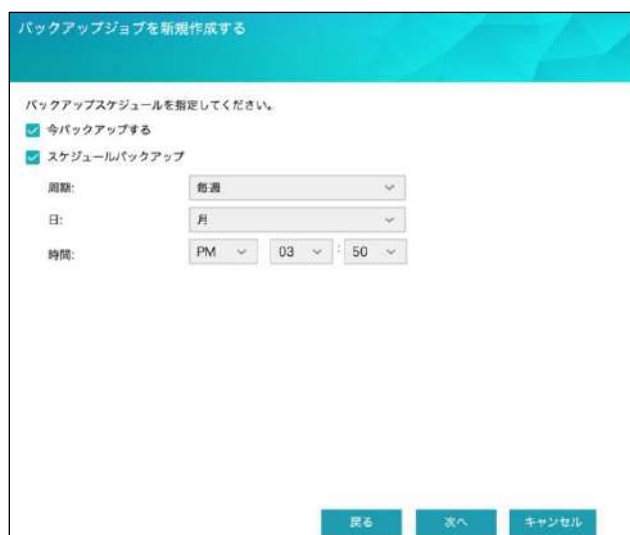 バックアップジョブを新規作成する
バックアップスケジュールを指定してください。
今バックアップする
スケジュールバックアップ
周期: 毎週
日: 月
時間: PM 03 : 50
戻る 次へ キャンセル